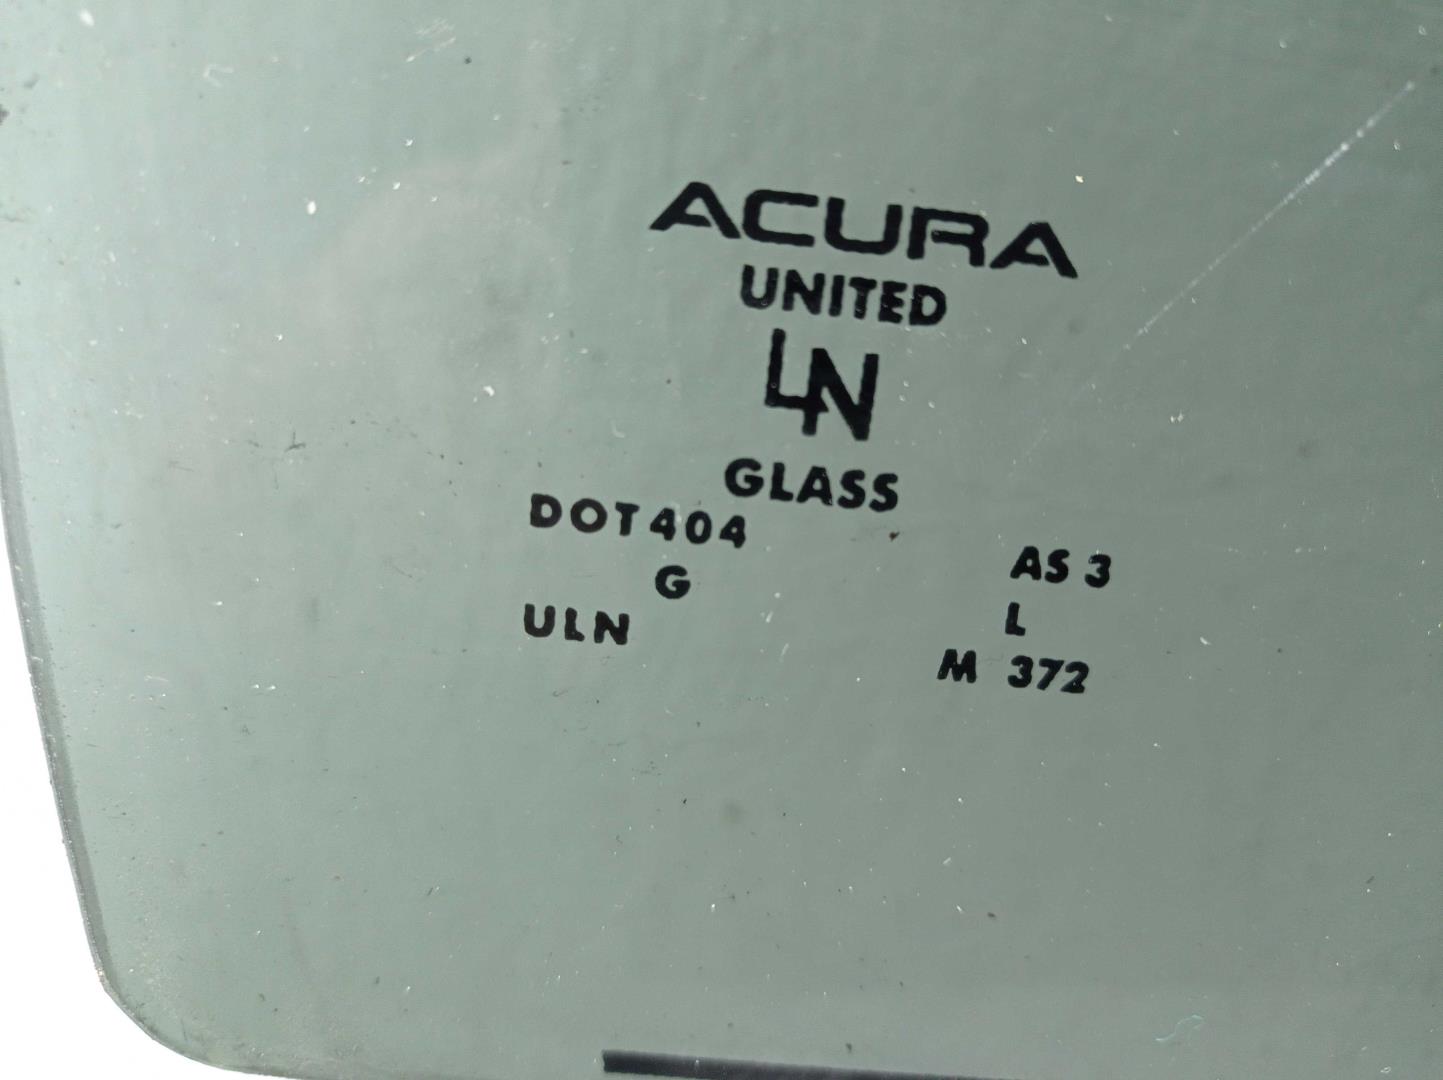 ACURA
UNITED
LN
GLASS
DOT404 AS 3
G L
ULN M 372